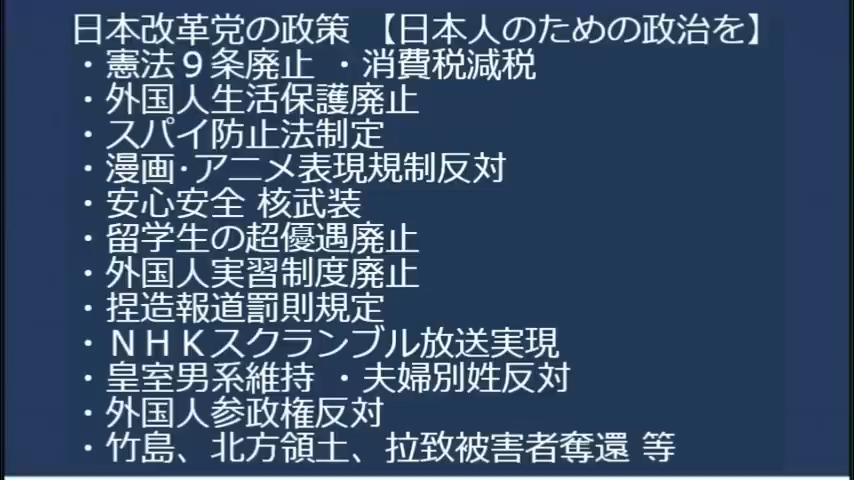 日本改革党の政策 【日本人のための政治を】
・憲法９条廃止 ・消費税減税
・外国人生活保護廃止
・スパイ防止法制定
・漫画･アニメ表現規制反対
・安心安全 核武装
・留学生の超優遇廃止
・外国人実習制度廃止
・捏造報道罰則規定
・ＮＨＫスクランブル放送実現
・皇室男系維持 ・夫婦別姓反対
・外国人参政権反対
・竹島、北方領土、拉致被害者奪還 等